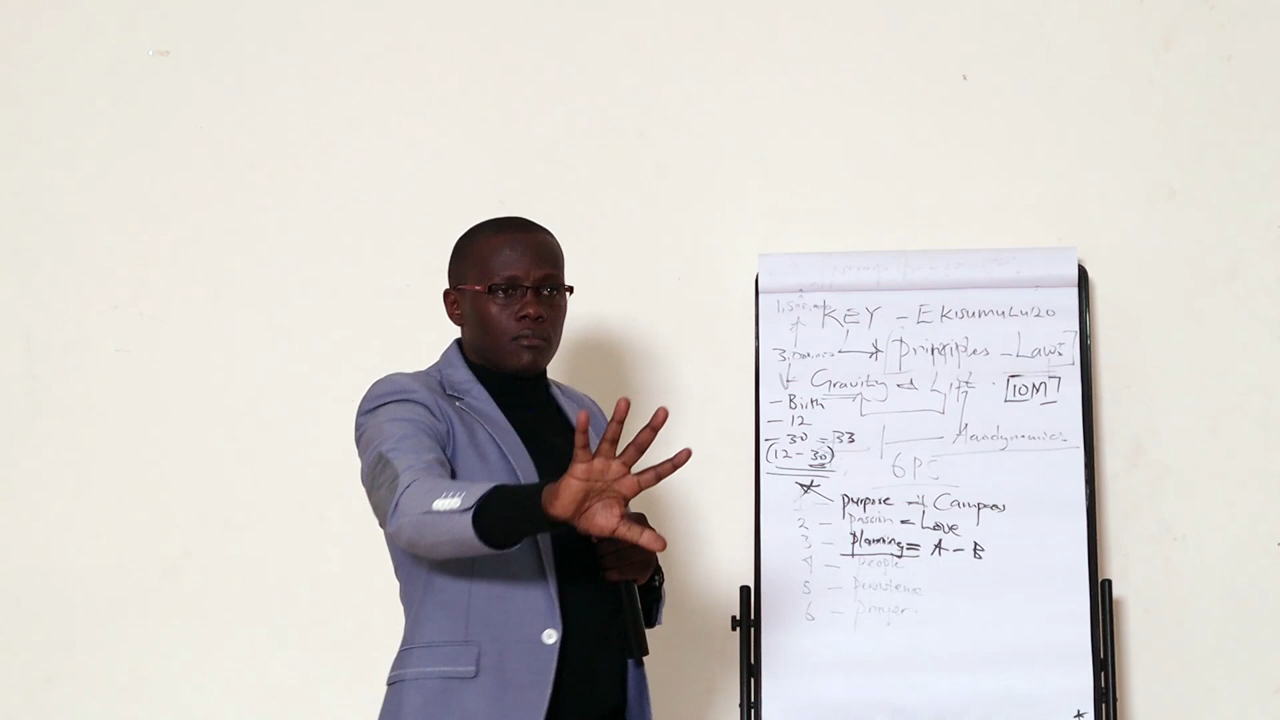 KEY - EKISUMULUZO
principles - Laws
Gravity Lift [10M]
- Birth
- 12
- 30 = 33
(12 - 30)
Aerodynamics
6PS
purpose → Compass
2 - passion = Love
3 - planning = A - B
4 - people
5 - persistence
6 - prayer